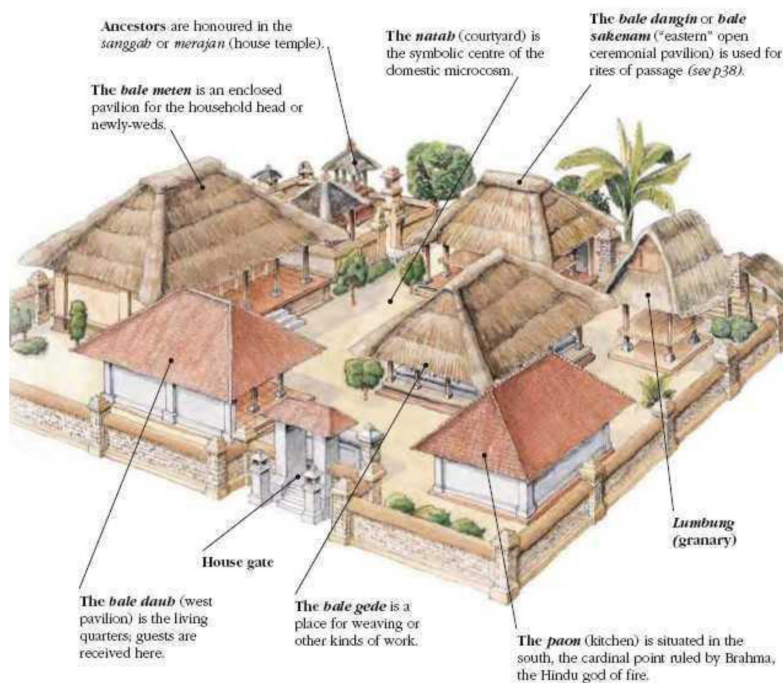 Ancestors are honoured in the
sanggah or merajan (house temple).
The natah (courtyard) is
the symbolic centre of the
domestic microcosm.
The bale dangin or bale
sakenam ("eastern" open
ceremonial pavilion) is used for
rites of passage (see p38).
The bale meten is an enclosed
pavilion for the household head or
newly-weds.
Lumbung
(granary)
House gate
The bale dauh (west
pavilion) is the living
quarters; guests are
received here.
The bale gede is a
place for weaving or
other kinds of work.
The paon (kitchen) is situated in the
south, the cardinal point ruled by Brahma,
the Hindu god of fire.